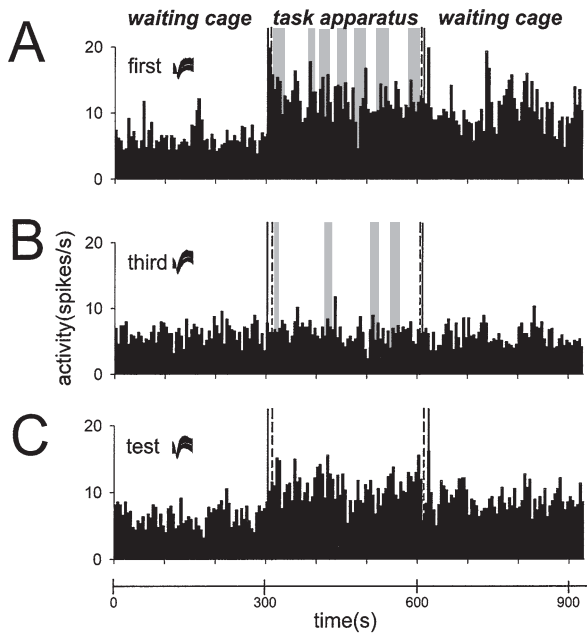 waiting cage task apparatus waiting cage
A
first
20
10
0
B
third
20
10
0
activity(spikes/s)
C
test
20
10
0
0 300 600 900
time(s)